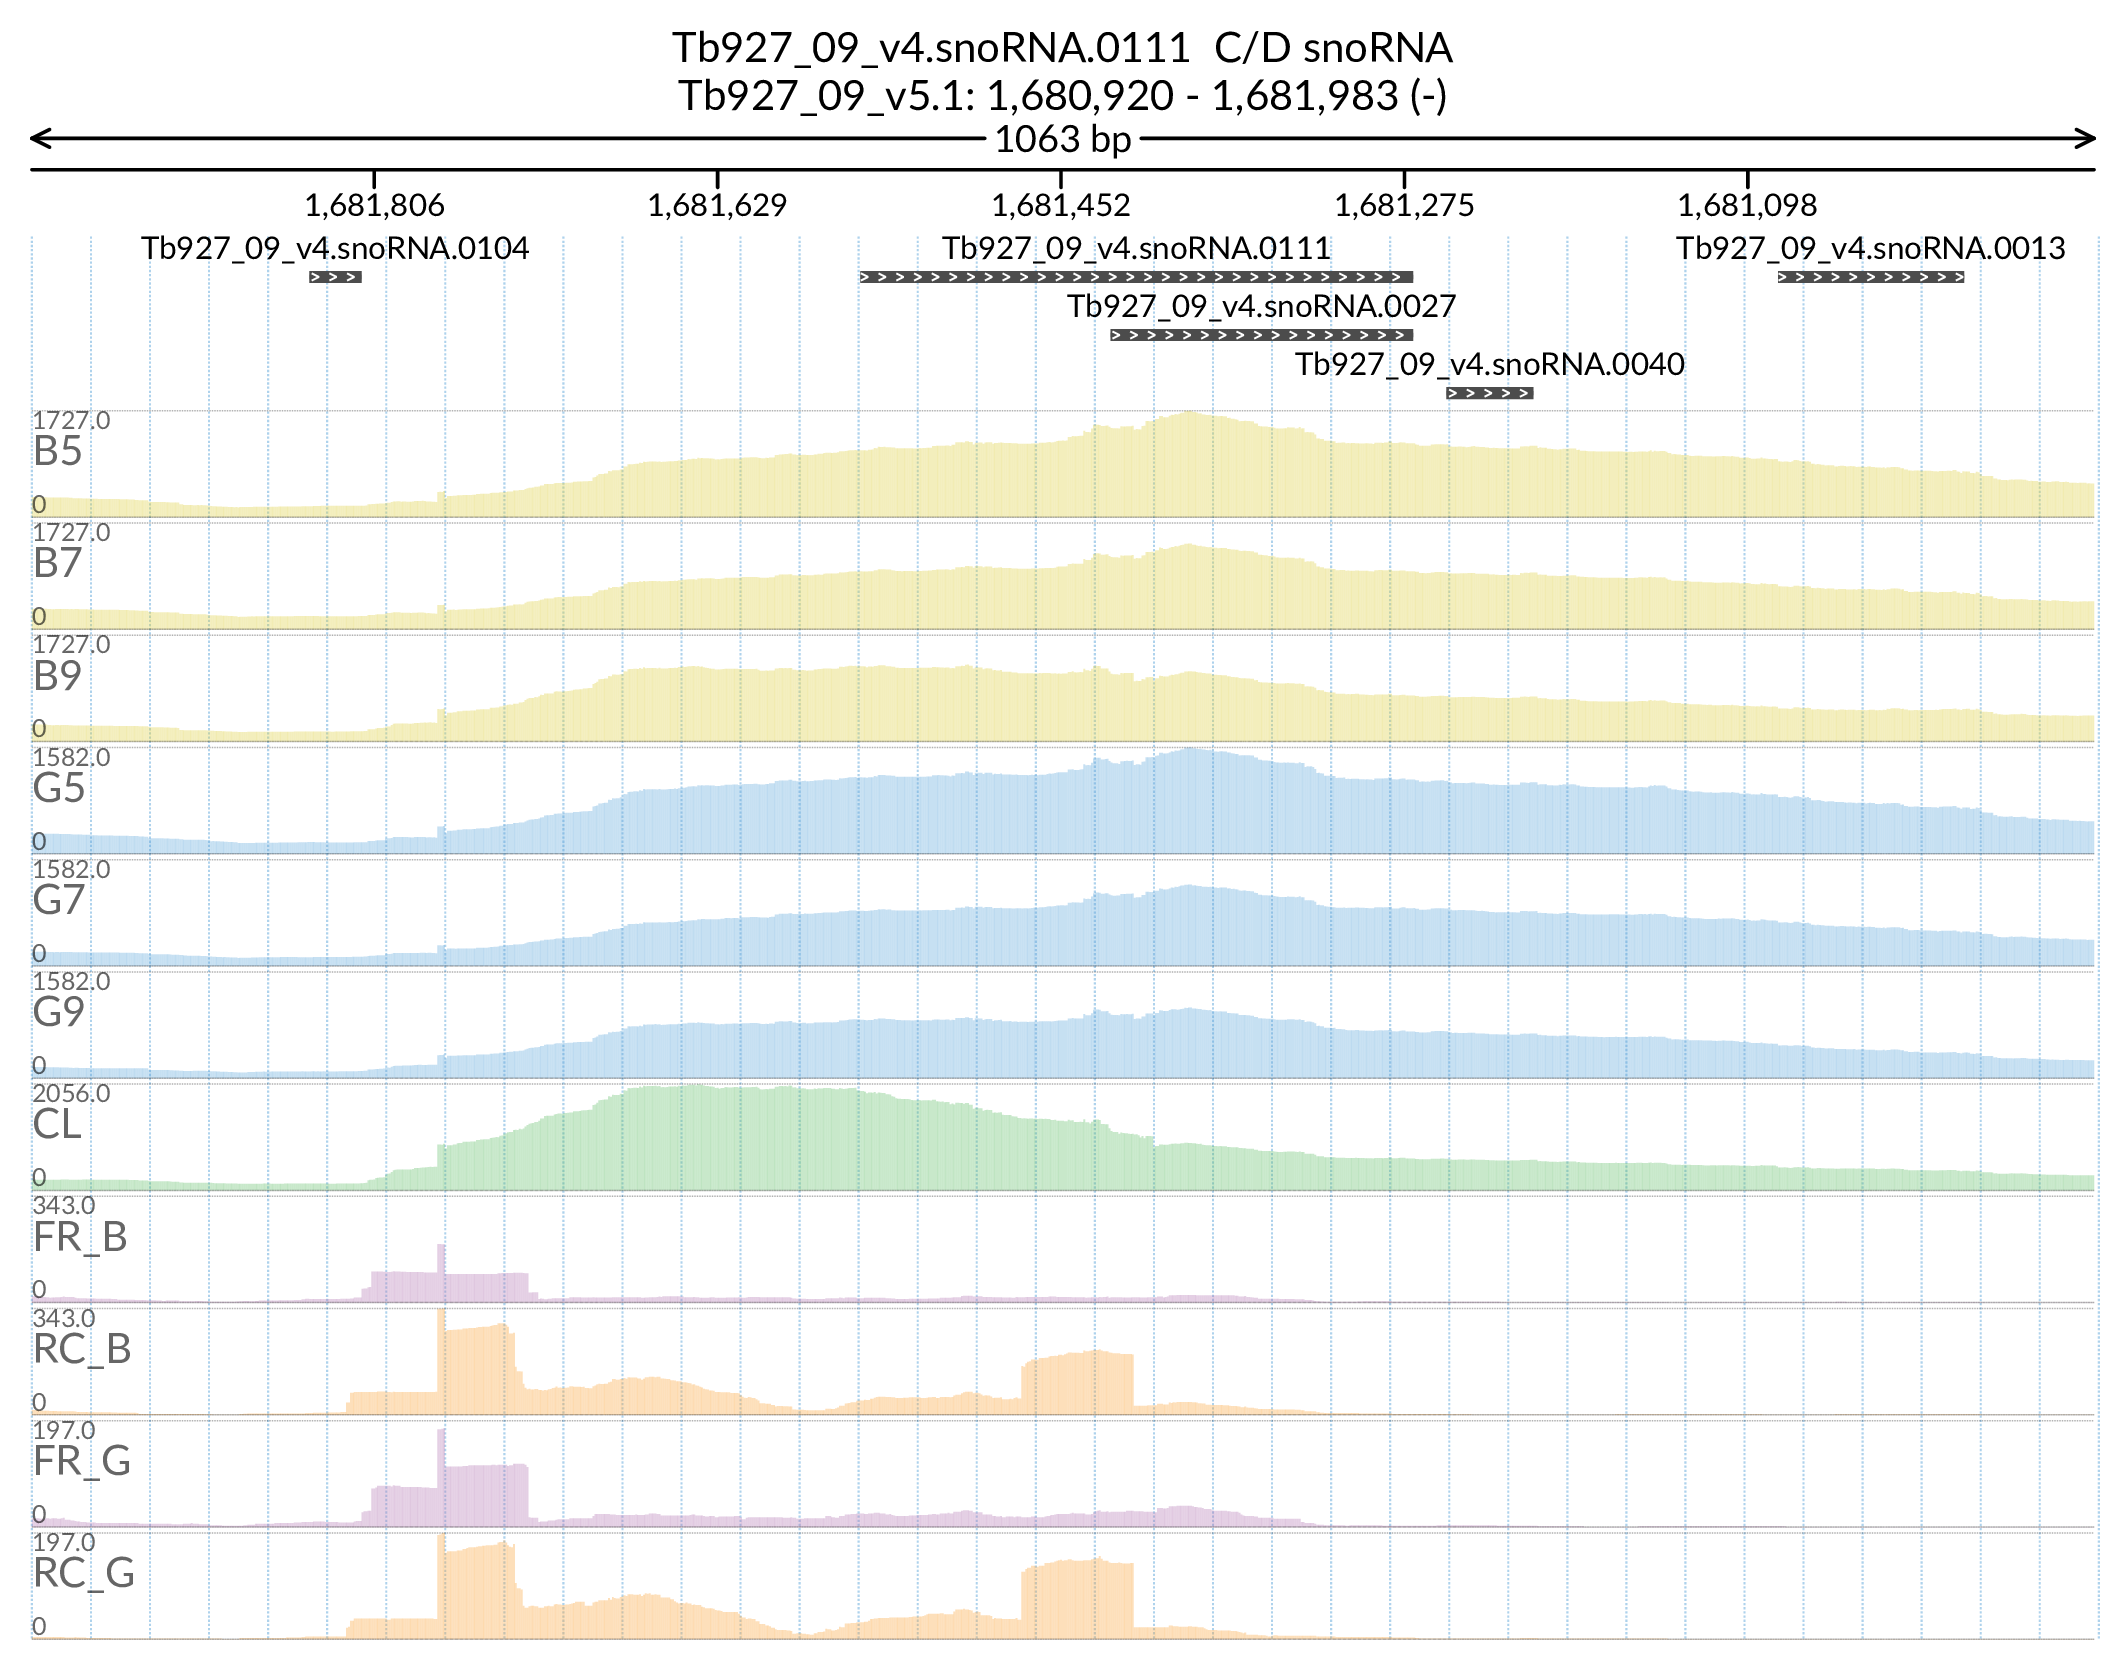 Tb927_09_v4.snoRNA.0111  C/D snoRNA
Tb927_09_v5.1: 1,680,920 - 1,681,983 (-)
1063 bp
1,681,806 1,681,629 1,681,452 1,681,275 1,681,098
Tb927_09_v4.snoRNA.0104 Tb927_09_v4.snoRNA.0111 Tb927_09_v4.snoRNA.0013
Tb927_09_v4.snoRNA.0027
Tb927_09_v4.snoRNA.0040
1727.0
B5
0
1727.0
B7
0
1727.0
B9
0
1582.0
G5
0
1582.0
G7
0
1582.0
G9
0
2056.0
CL
0
343.0
FR_B
0
343.0
RC_B
0
197.0
FR_G
0
197.0
RC_G
0